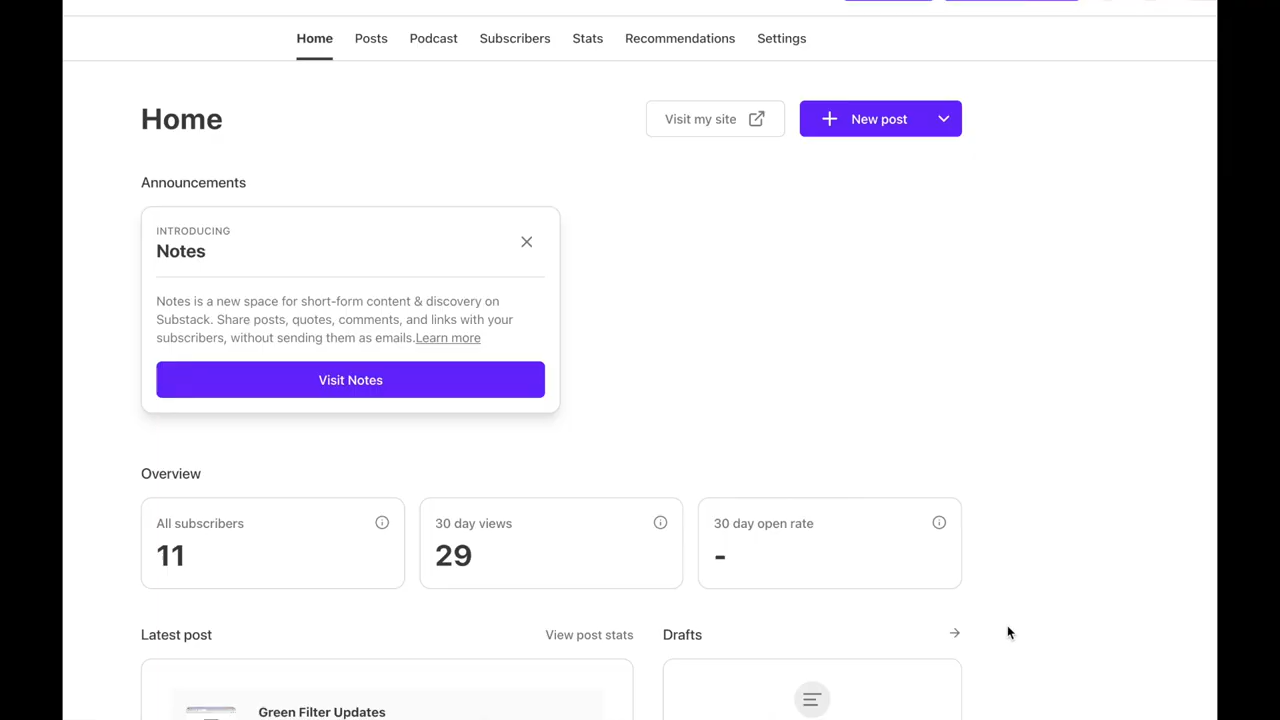 Home Posts Podcast Subscribers Stats Recommendations Settings
Home
Visit my site
New post
Announcements
INTRODUCING
Notes
Notes is a new space for short-form content & discovery on
Substack. Share posts, quotes, comments, and links with your
subscribers, without sending them as emails.Learn more
Visit Notes
Overview
All subscribers
11
30 day views
29
30 day open rate
-
Latest post
View post stats
Drafts
Green Filter Updates